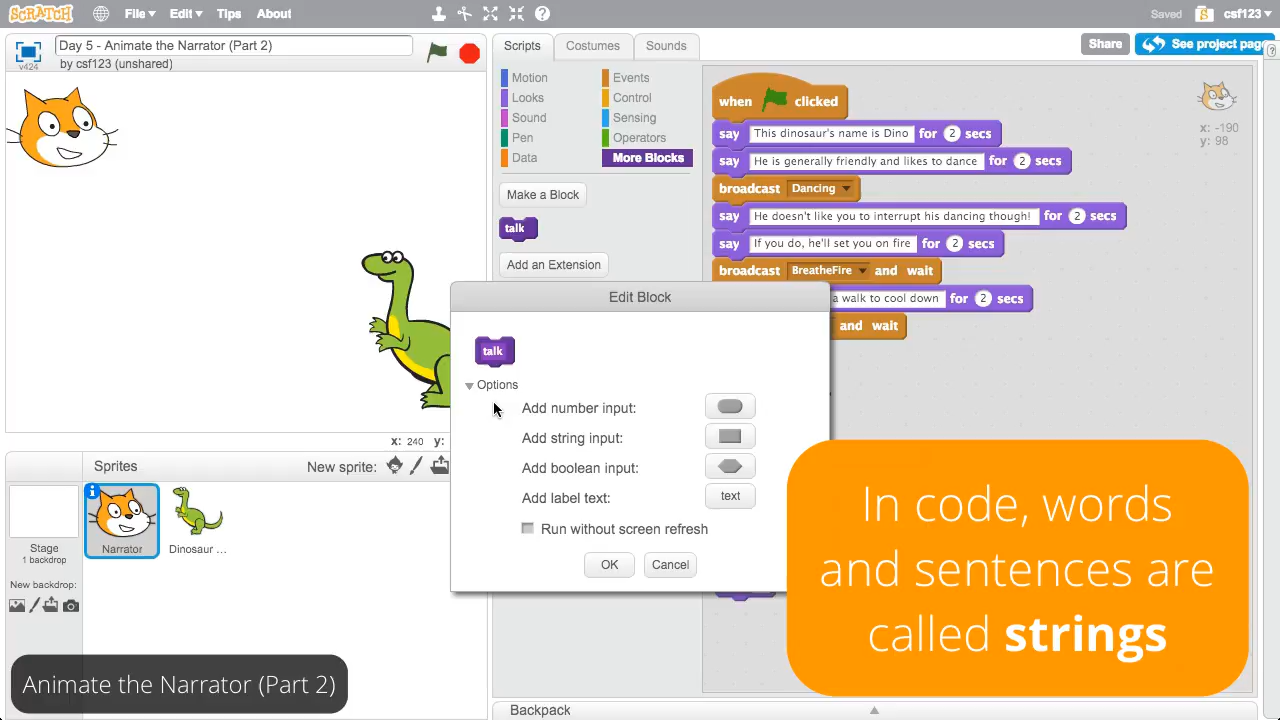 SCRATCH File Edit Tips About Saved csf123
Day 5 - Animate the Narrator (Part 2)
by csf123 (unshared)
v424
Scripts Costumes Sounds
Share See project page
Motion Events
Looks Control
Sound Sensing
Pen Operators
Data More Blocks
Make a Block
talk
Add an Extension
when clicked
say This dinosaur's name is Dino for 2 secs
say He is generally friendly and likes to dance for 2 secs
broadcast Dancing
say He doesn't like you to interrupt his dancing though! for 2 secs
say If you do, he'll set you on fire for 2 secs
broadcast BreatheFire and wait
a walk to cool down for 2 secs
and wait
x: -190
y: 98
Edit Block
talk
Options
Add number input:
Add string input:
Add boolean input:
Add label text: text
Run without screen refresh
OK Cancel
x: 240 y:
Sprites New sprite:
Stage
1 backdrop
New backdrop:
Narrator
Dinosaur ...
In code, words
and sentences are
called strings
Animate the Narrator (Part 2)
Backpack